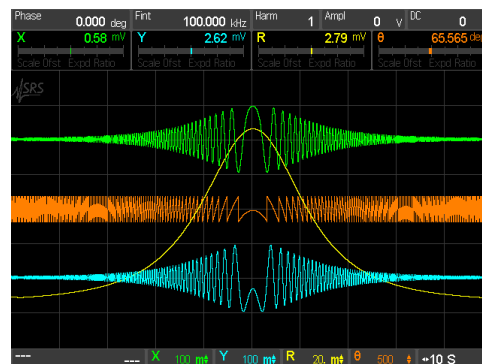 Phase 0.000 deg Fint 100.000 kHz Harm 1 Ampl 0 V DC 0
X 0.58 mV Y 2.62 mV R 2.79 mV θ 65.565 deg
Scale Ofst Expd Ratio Scale Ofst Expd Ratio Scale Ofst Expd Ratio Scale Ofst Expd Ratio
SRS
--- --- X 100 m Y 100 m R 20. m θ 500 10 S